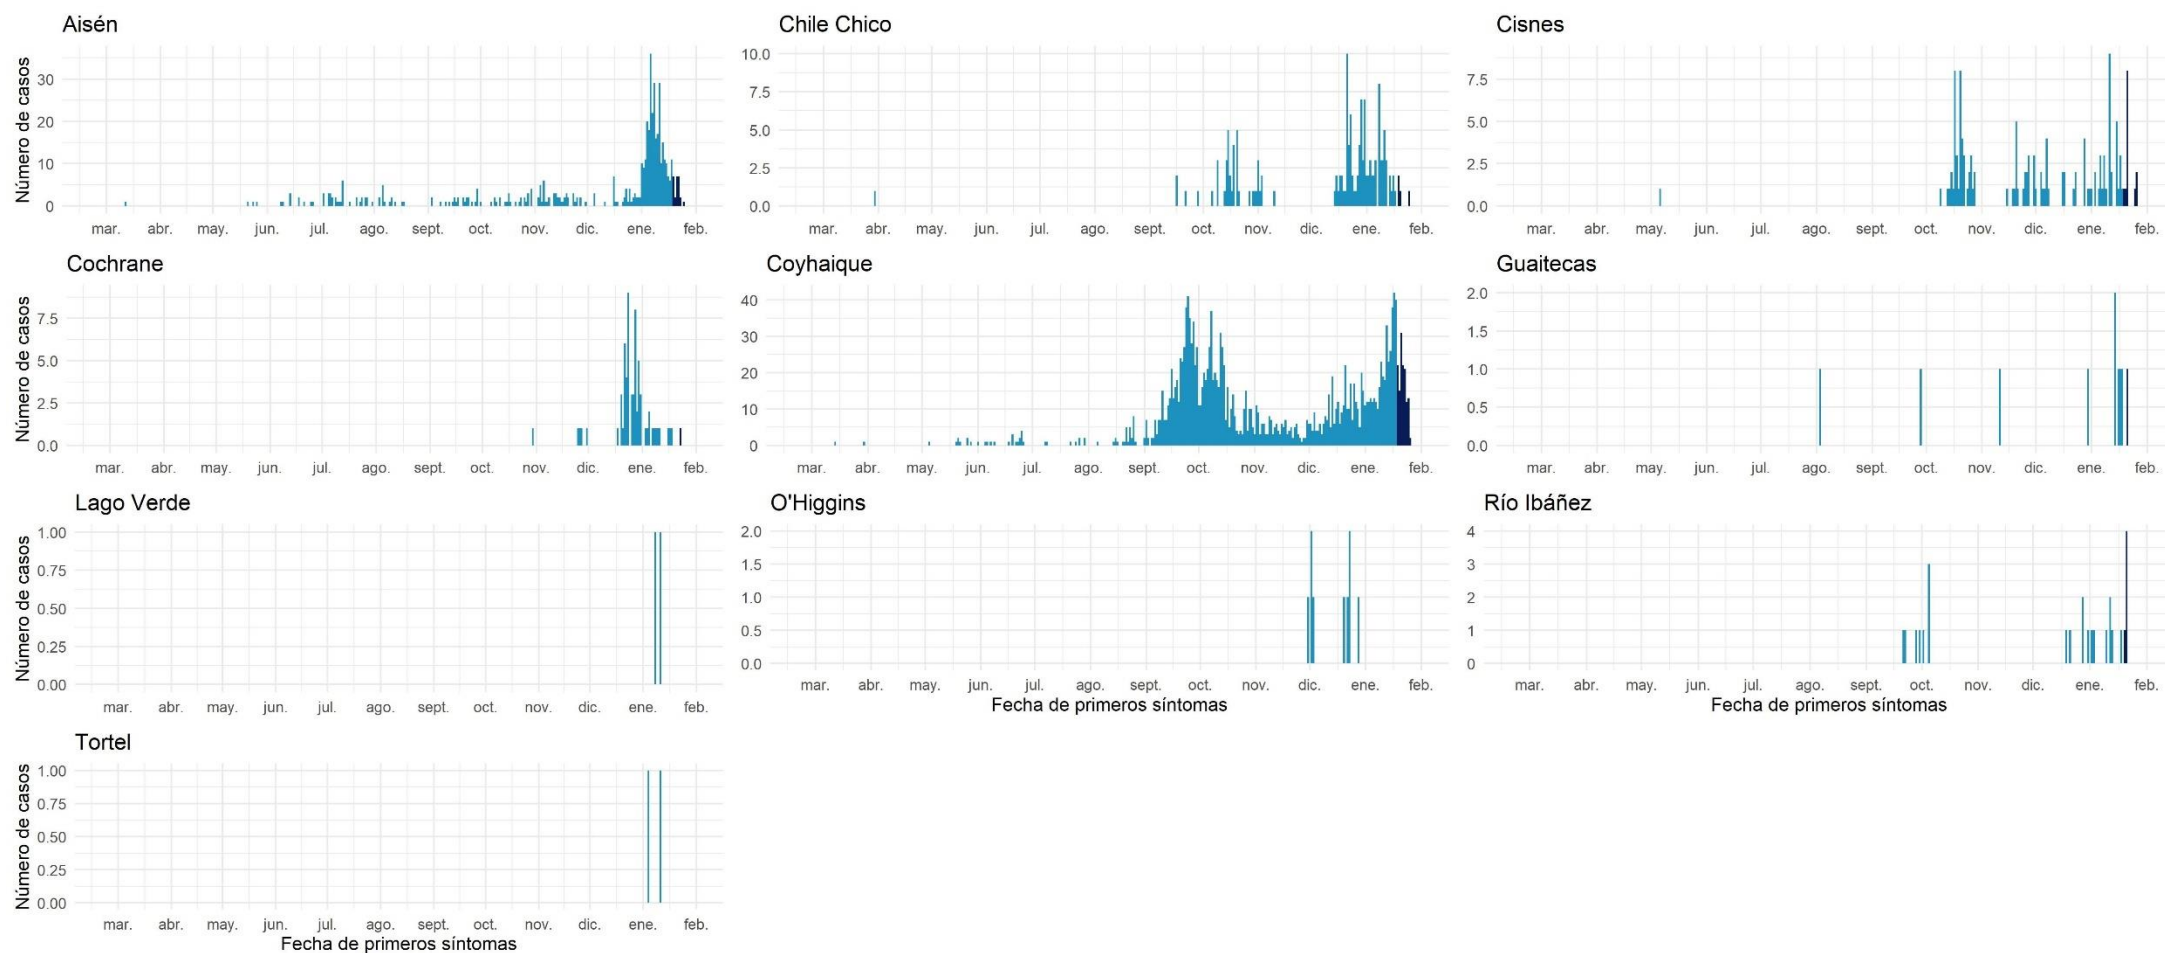 Aisén
Número de casos
30
20
10
0
mar. abr. may. jun. jul. ago. sept. oct. nov. dic. ene. feb.
Chile Chico
10.0
7.5
5.0
2.5
0.0
mar. abr. may. jun. jul. ago. sept. oct. nov. dic. ene. feb.
Cisnes
7.5
5.0
2.5
0.0
mar. abr. may. jun. jul. ago. sept. oct. nov. dic. ene. feb.
Cochrane
Número de casos
7.5
5.0
2.5
0.0
mar. abr. may. jun. jul. ago. sept. oct. nov. dic. ene. feb.
Coyhaique
40
30
20
10
0
mar. abr. may. jun. jul. ago. sept. oct. nov. dic. ene. feb.
Guaitecas
2.0
1.5
1.0
0.5
0.0
mar. abr. may. jun. jul. ago. sept. oct. nov. dic. ene. feb.
Lago Verde
Número de casos
1.00
0.75
0.50
0.25
0.00
mar. abr. may. jun. jul. ago. sept. oct. nov. dic. ene. feb.
O'Higgins
2.0
1.5
1.0
0.5
0.0
mar. abr. may. jun. jul. ago. sept. oct. nov. dic. ene. feb.
Fecha de primeros síntomas
Río Ibáñez
4
3
2
1
0
mar. abr. may. jun. jul. ago. sept. oct. nov. dic. ene. feb.
Fecha de primeros síntomas
Tortel
Número de casos
1.00
0.75
0.50
0.25
0.00
mar. abr. may. jun. jul. ago. sept. oct. nov. dic. ene. feb.
Fecha de primeros síntomas